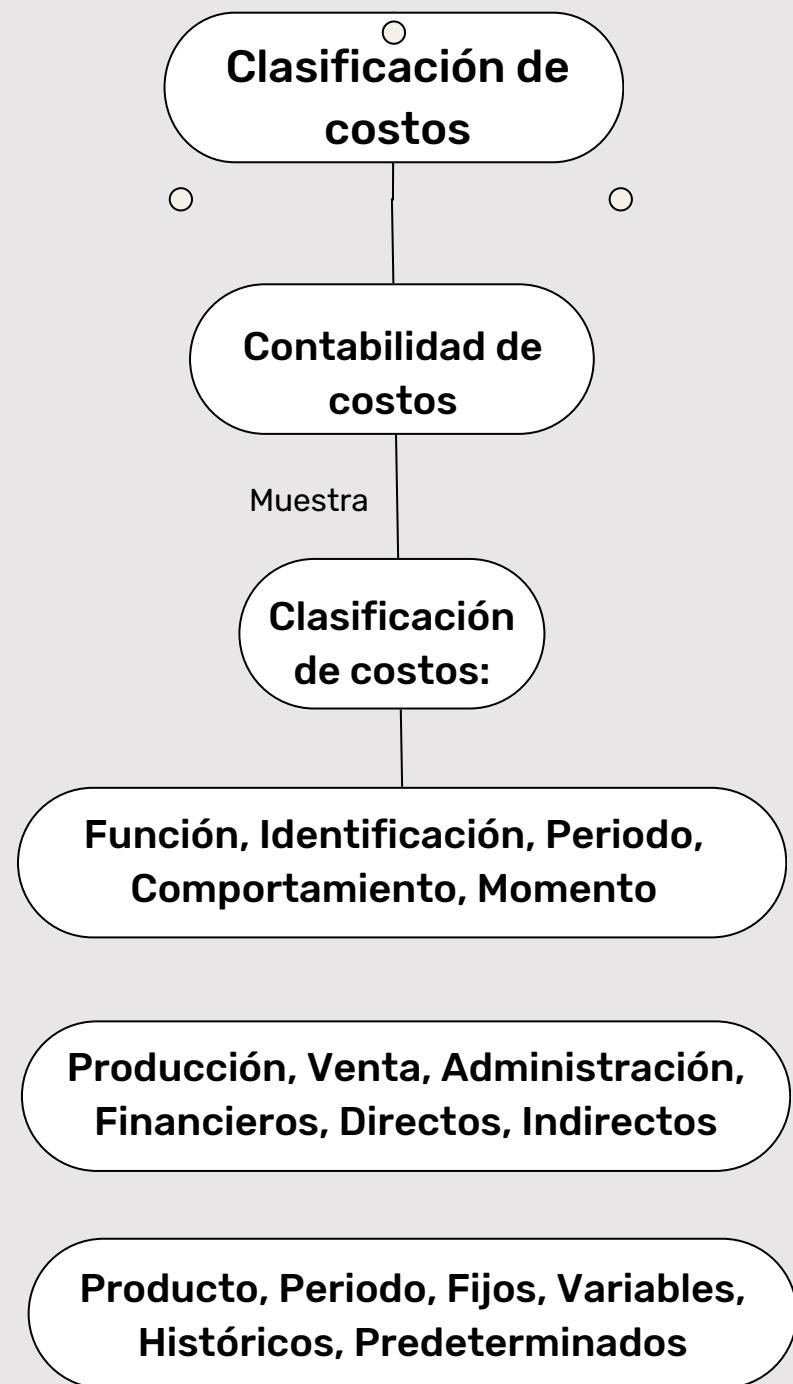 Clasificación de
costos
Contabilidad de
costos
Muestra
Clasificación
de costos:
Función, Identificación, Periodo,
Comportamiento, Momento
Producción, Venta, Administración,
Financieros, Directos, Indirectos
Producto, Periodo, Fijos, Variables,
Históricos, Predeterminados